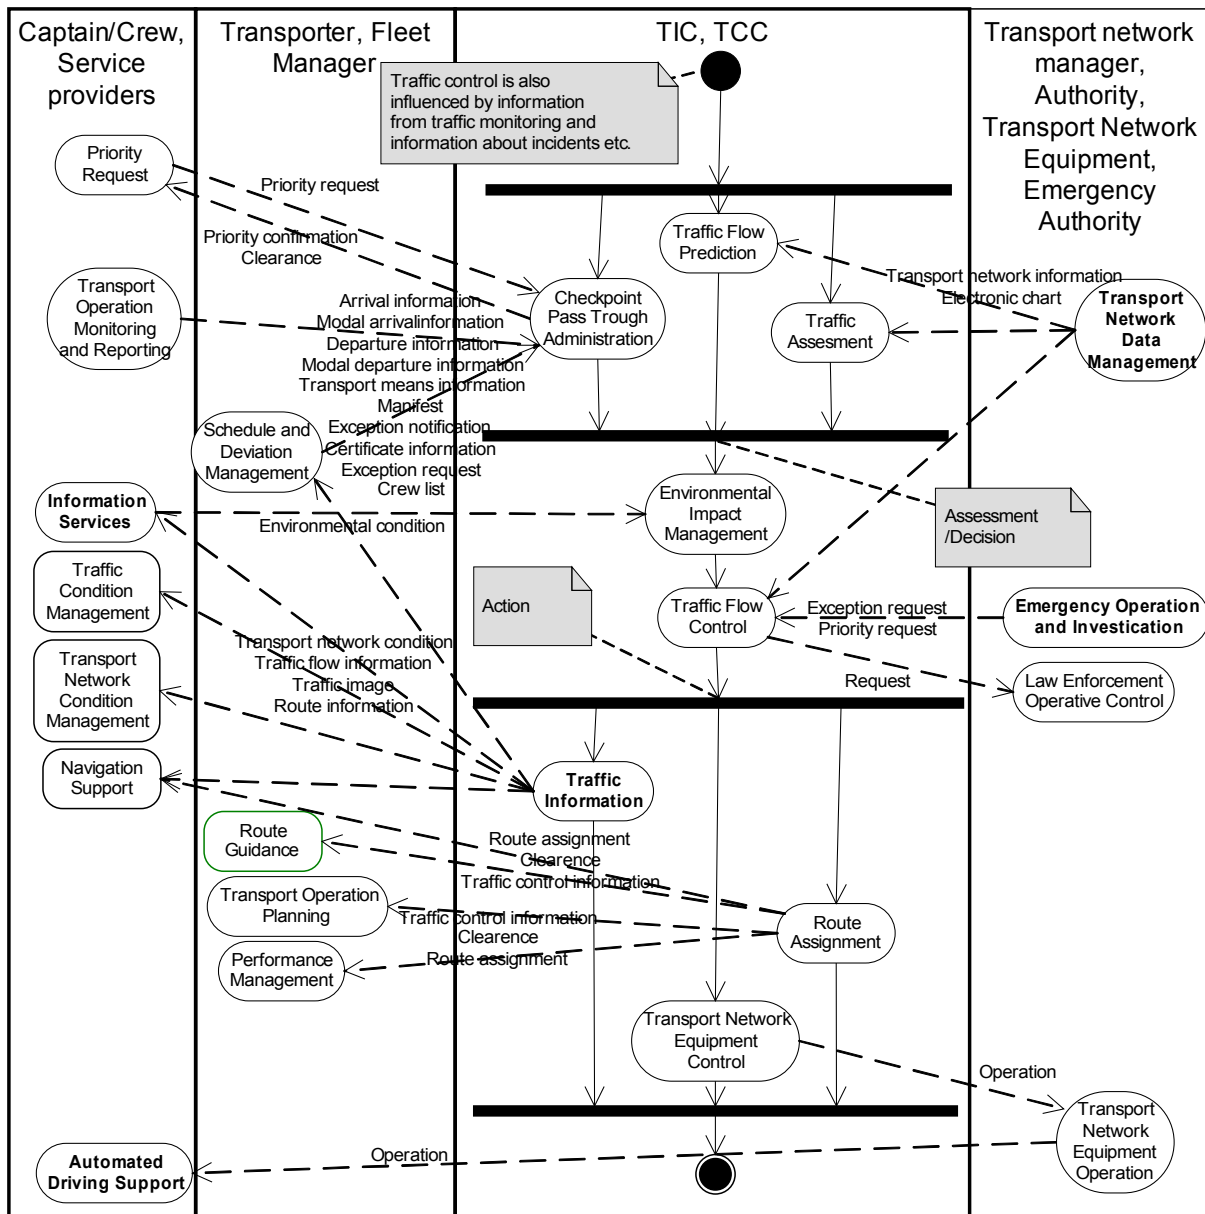 Captain/Crew,
Service
providers
Transporter, Fleet
Manager
TIC, TCC
Transport network
manager,
Authority,
Transport Network
Equipment,
Emergency
Authority
Traffic control is also
influenced by information
from traffic monitoring and
information about incidents etc.
Priority
Request
Priority request
Priority confirmation
Clearance
Traffic Flow
Prediction
Transport network information
Electronic chart
Transport
Operation
Monitoring
and Reporting
Arrival information
Modal arrivalinformation
Departure information
Modal departure information
Transport means information
Manifest
Exception notification
Certificate information
Exception request
Crew list
Checkpoint
Pass Trough
Administration
Traffic
Assesment
Transport
Network
Data
Management
Schedule and
Deviation
Management
Information
Services
Environmental condition
Environmental
Impact
Management
Assessment
/Decision
Traffic
Condition
Management
Action
Traffic Flow
Control
Exception request
Priority request
Emergency Operation
and Investication
Transport
Network
Condition
Management
Transport network condition
Traffic flow information
Traffic image
Route information
Request
Law Enforcement
Operative Control
Navigation
Support
Traffic
Information
Route
Guidance
Route assignment
Clearence
Traffic control information
Transport Operation
Planning
Traffic control information
Clearence
Route assignment
Route
Assignment
Performance
Management
Transport Network
Equipment
Control
Operation
Transport
Network
Equipment
Operation
Operation
Automated
Driving Support